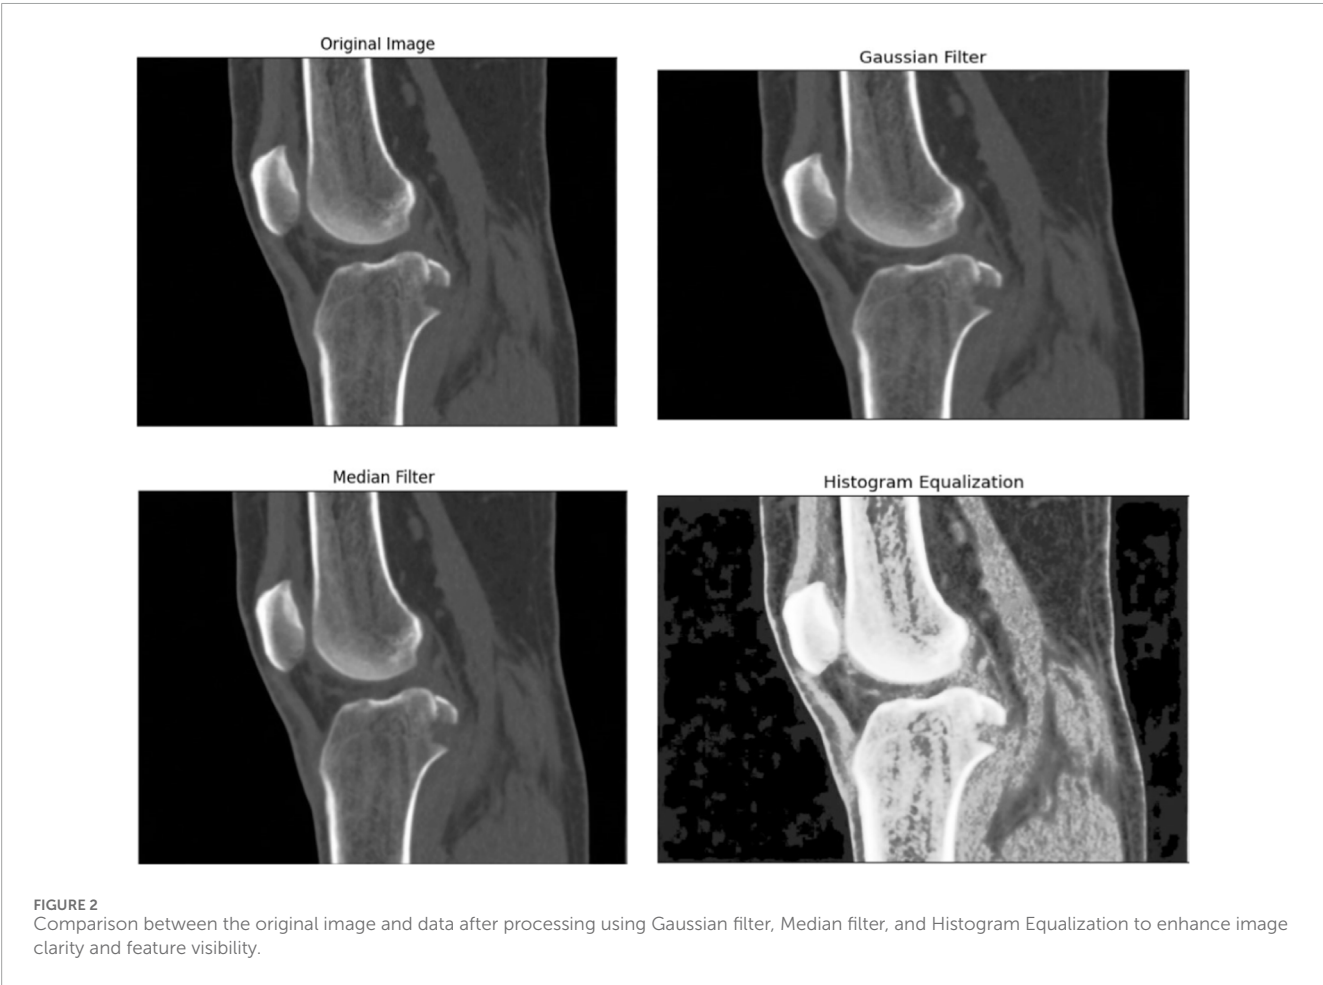 Original Image
Gaussian Filter
Median Filter
Histogram Equalization
FIGURE 2
Comparison between the original image and data after processing using Gaussian filter, Median filter, and Histogram Equalization to enhance image
clarity and feature visibility.